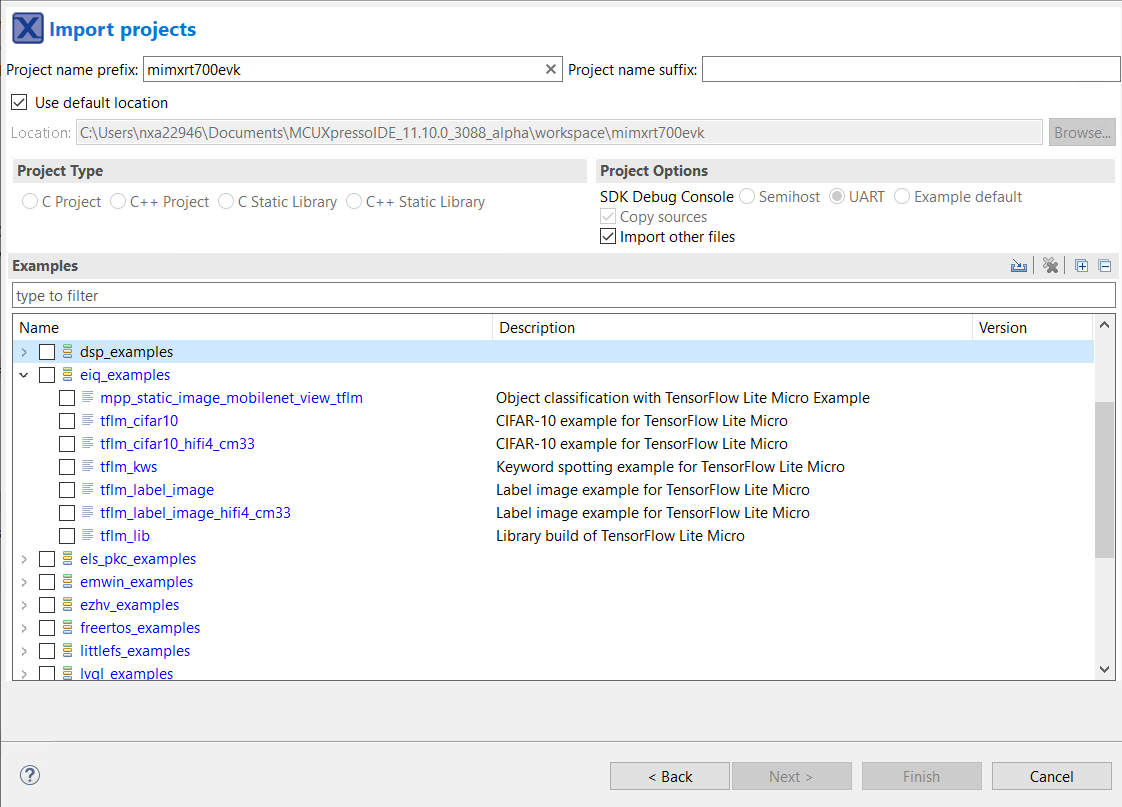 Import projects
Project name prefix: mimxrt700evk Project name suffix:
Use default location
Location: C:\Users\nxa22946\Documents\MCUXpressoIDE_11.10.0_3088_alpha\workspace\mimxrt700evk Browse...
Project Type Project Options
C Project C++ Project C Static Library C++ Static Library SDK Debug Console Semihost UART Example default
Copy sources
Import other files
Examples
type to filter
Name Description Version
dsp_examples
eiq_examples
mpp_static_image_mobilenet_view_tflm Object classification with TensorFlow Lite Micro Example
tflm_cifar10 CIFAR-10 example for TensorFlow Lite Micro
tflm_cifar10_hifi4_cm33 CIFAR-10 example for TensorFlow Lite Micro
tflm_kws Keyword spotting example for TensorFlow Lite Micro
tflm_label_image Label image example for TensorFlow Lite Micro
tflm_label_image_hifi4_cm33 Label image example for TensorFlow Lite Micro
tflm_lib Library build of TensorFlow Lite Micro
els_pkc_examples
emwin_examples
ezhv_examples
freertos_examples
littlefs_examples
lvgl_examples
< Back Next > Finish Cancel